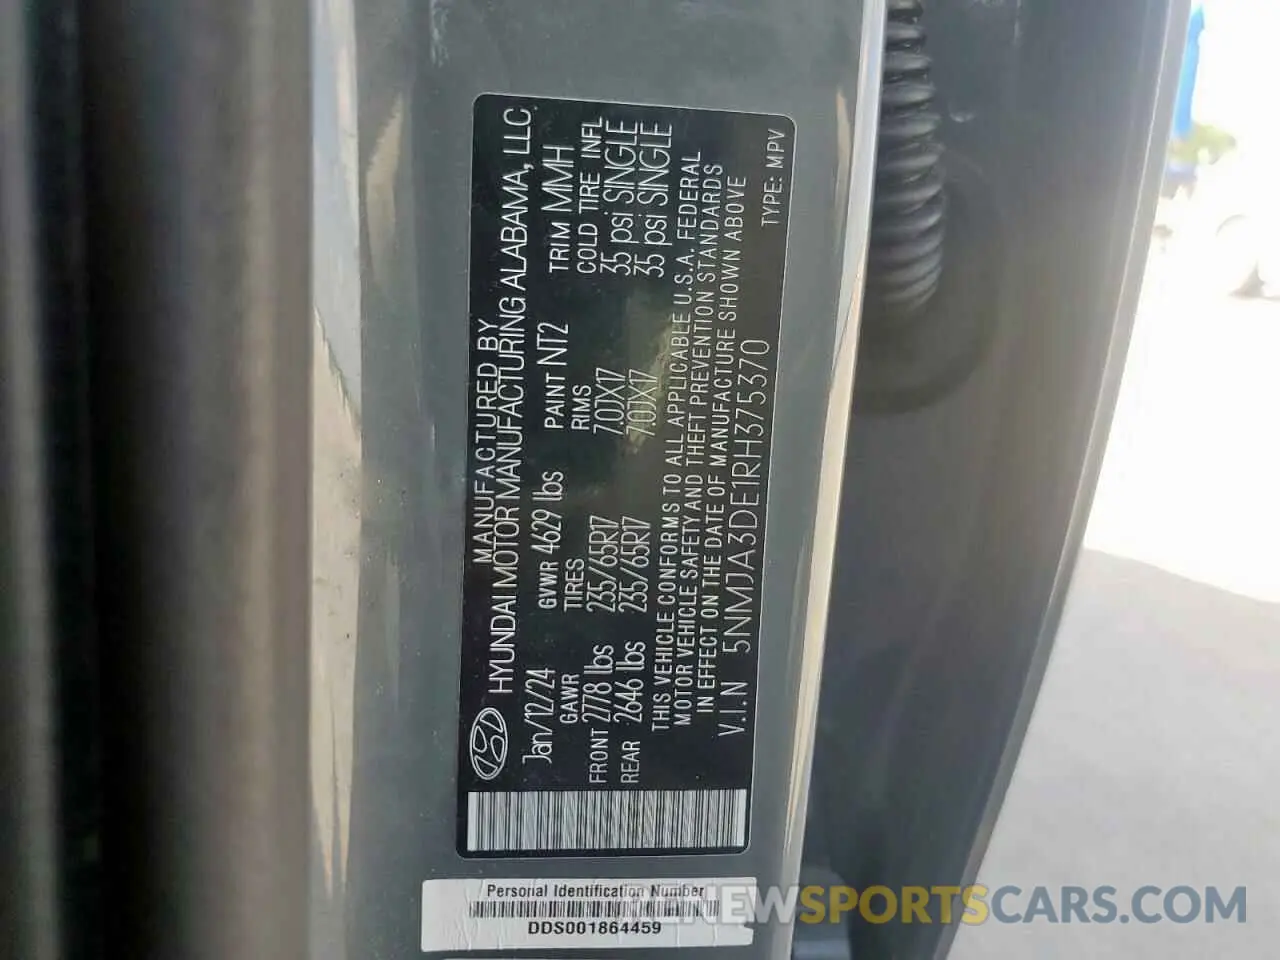 MANUFACTURED BY
HYUNDAI MOTOR MANUFACTURING ALABAMA, LLC
Jan/12/24 GVWR 4629 lbs PAINT NT2 TRIM MMH
GAWR TIRES RIMS COLD TIRE INFL
FRONT 2778 lbs 235/65R17 7.0JX17 35 psi SINGLE
REAR 2646 lbs 235/65R17 7.0JX17 35 psi SINGLE
THIS VEHICLE CONFORMS TO ALL APPLICABLE U.S.A. FEDERAL
MOTOR VEHICLE SAFETY AND THEFT PREVENTION STANDARDS
IN EFFECT ON THE DATE OF MANUFACTURE SHOWN ABOVE
V.I.N 5NMJA3DE1RH375370 TYPE: MPV
Personal Identification Number
DDS001864459
RENEWSPORTSCARS.COM